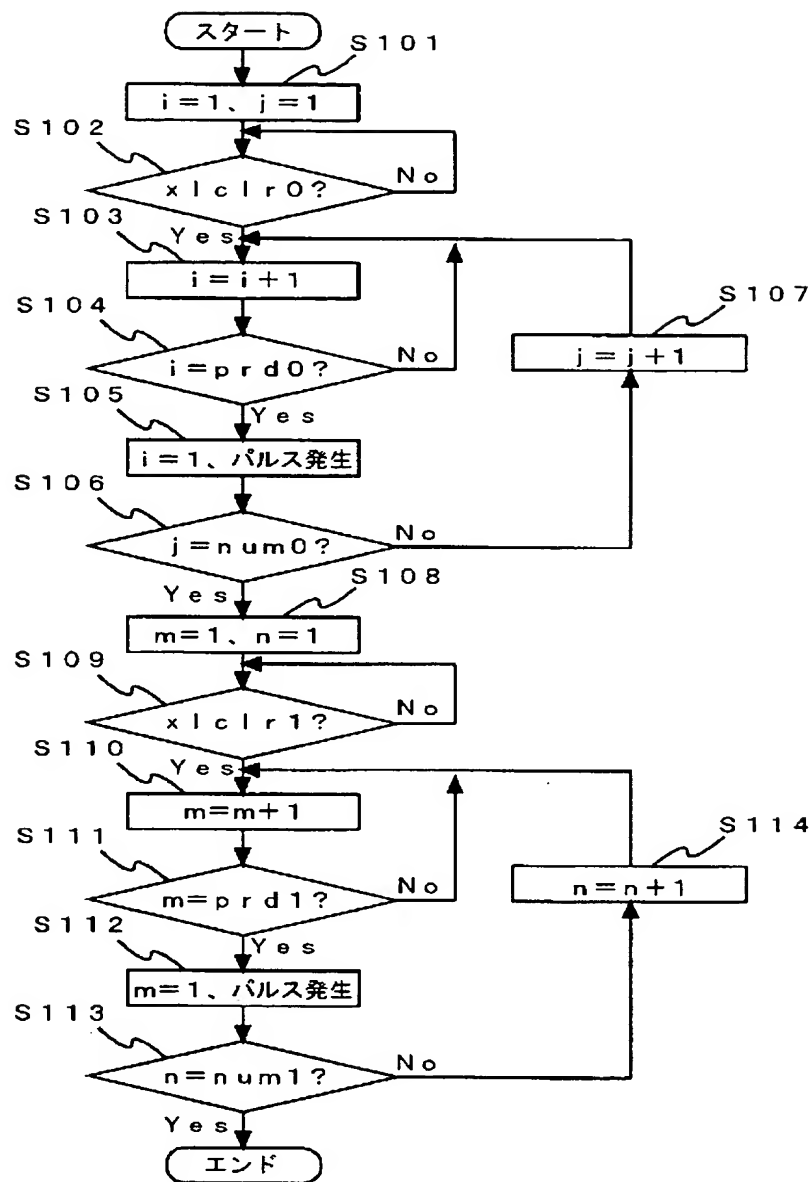 スタート
S101
i=1、j=1
S102
xlclr0?
No
S103
Yes
i=i+1
S107
S104
i=prd0?
No
j=j+1
S105
Yes
i=1、パルス発生
S106
j=num0?
No
Yes
S108
m=1、n=1
S109
xlclr1?
No
S110
Yes
m=m+1
S114
S111
m=prd1?
No
n=n+1
S112
Yes
m=1、パルス発生
S113
n=num1?
No
Yes
エンド